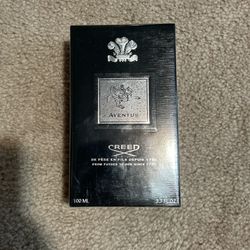 AVENTUS
CREED
DE PÈRE EN FILS DEPUIS 1760
FROM FATHER TO SON SINCE 1760
100 ML 3.3 FL.OZ